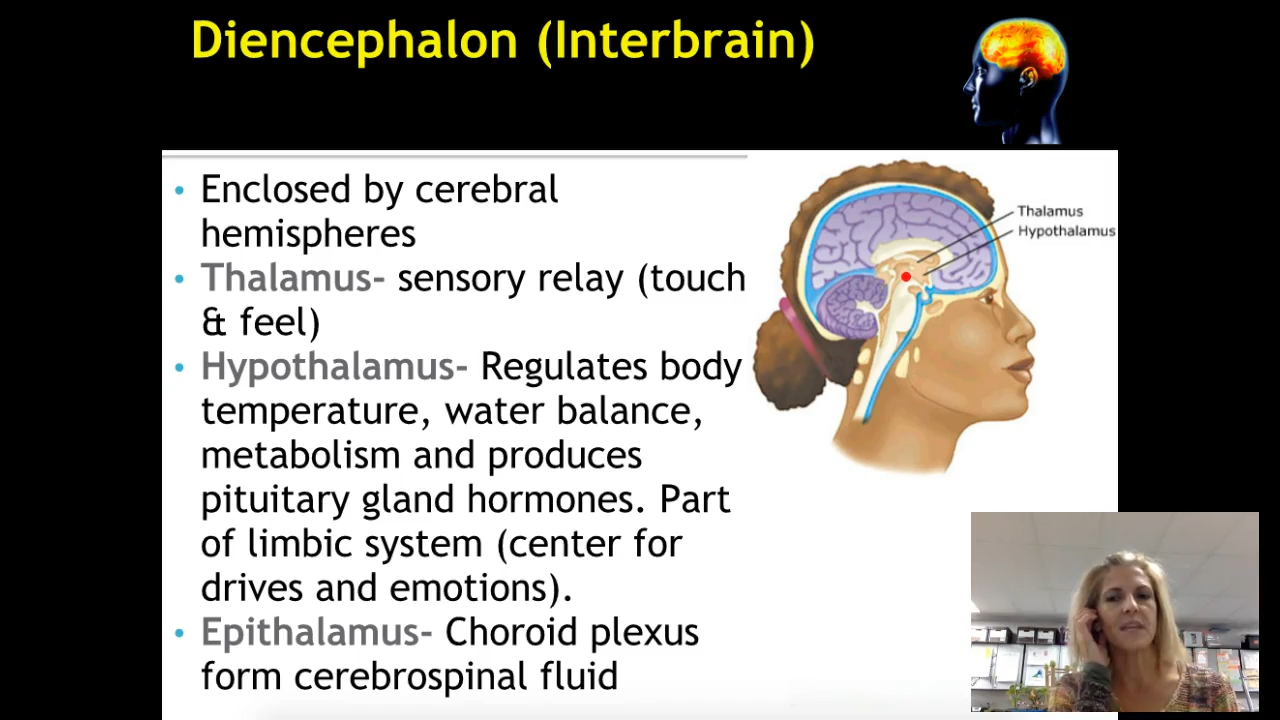 Diencephalon (Interbrain)
• Enclosed by cerebral
hemispheres
• Thalamus- sensory relay (touch
& feel)
• Hypothalamus- Regulates body
temperature, water balance,
metabolism and produces
pituitary gland hormones. Part
of limbic system (center for
drives and emotions).
• Epithalamus- Choroid plexus
form cerebrospinal fluid
Thalamus
Hypothalamus